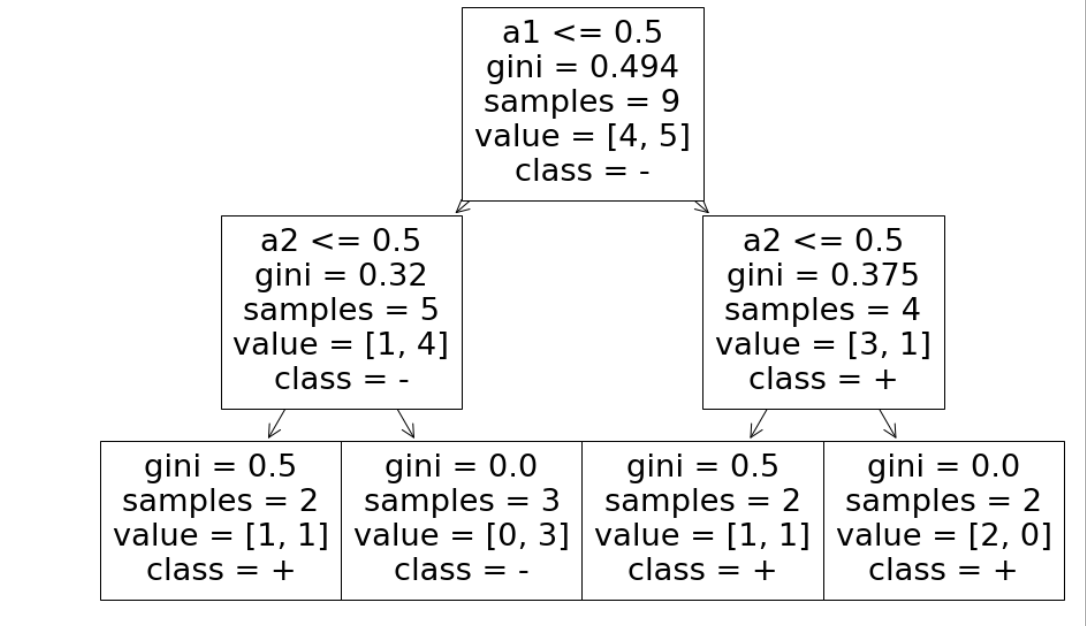 a1 <= 0.5
gini = 0.494
samples = 9
value = [4, 5]
class = -
a2 <= 0.5
gini = 0.32
samples = 5
value = [1, 4]
class = -
a2 <= 0.5
gini = 0.375
samples = 4
value = [3, 1]
class = +
gini = 0.5
samples = 2
value = [1, 1]
class = +
gini = 0.0
samples = 3
value = [0, 3]
class = -
gini = 0.5
samples = 2
value = [1, 1]
class = +
gini = 0.0
samples = 2
value = [2, 0]
class = +